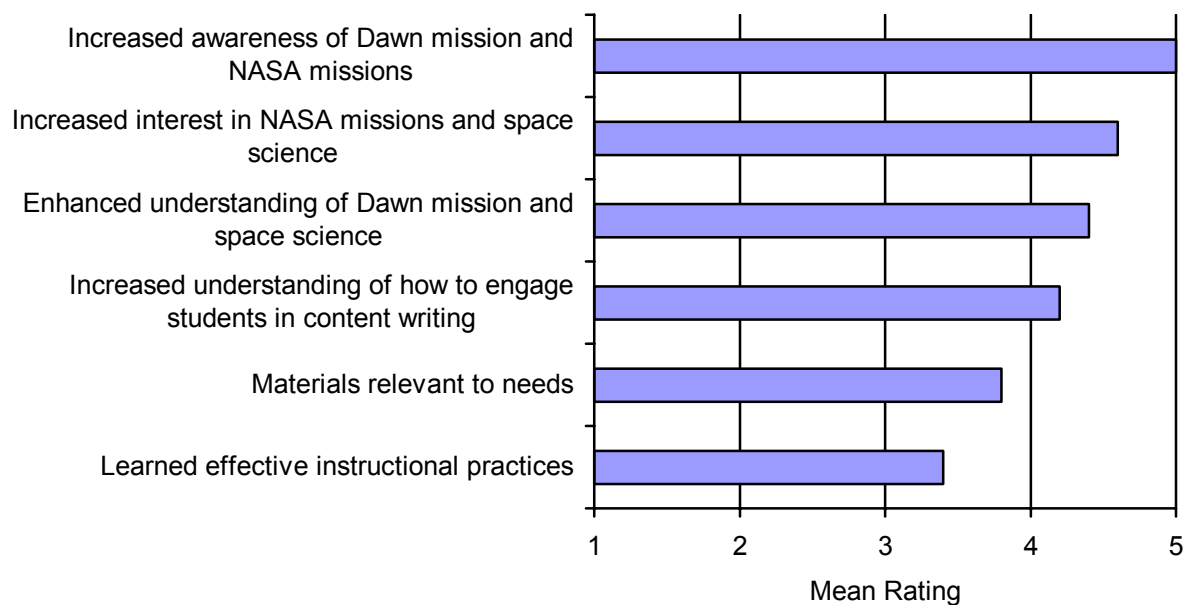 Increased awareness of Dawn mission and
NASA missions
Increased interest in NASA missions and space
science
Enhanced understanding of Dawn mission and
space science
Increased understanding of how to engage
students in content writing
Materials relevant to needs
Learned effective instructional practices
1 2 3 4 5
Mean Rating